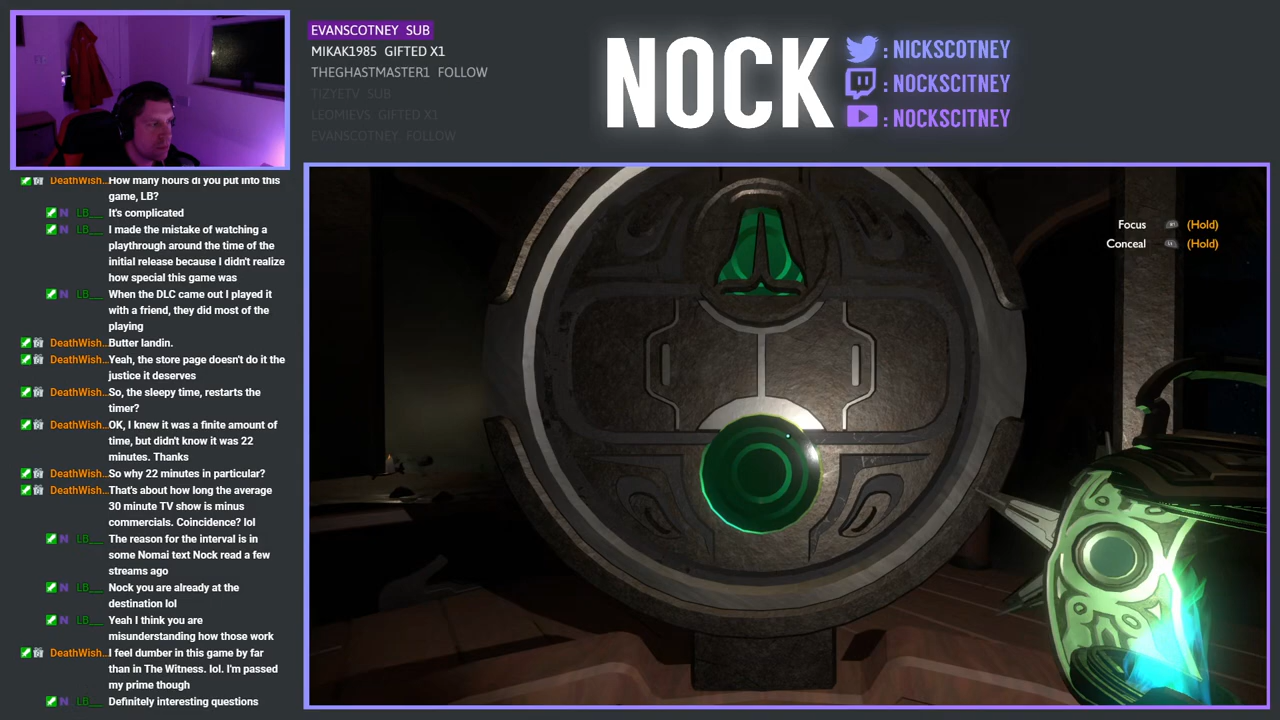 EVANSCOTNEY SUB
MIKAK1985 GIFTED X1
THEGHASTMASTER1 FOLLOW
TIZYETV SUB
LEOMIEVS GIFTED X1
EVANSCOTNEY FOLLOW
NOCK
: NICKSCOTNEY
: NOCKSCITNEY
: NOCKSCITNEY
DeathWish.. How many hours di you put into this
game, LB?
N LB__ It's complicated
N LB__ I made the mistake of watching a
playthrough around the time of the
initial release because I didn't realize
how special this game was
N LB__ When the DLC came out I played it
with a friend, they did most of the
playing
DeathWish.. Butter landin.
DeathWish.. Yeah, the store page doesn't do it the
justice it deserves
DeathWish.. So, the sleepy time, restarts the
timer?
DeathWish.. OK, I knew it was a finite amount of
time, but didn't know it was 22
minutes. Thanks
DeathWish.. So why 22 minutes in particular?
DeathWish.. That's about how long the average
30 minute TV show is minus
commercials. Coincidence? lol
N LB__ The reason for the interval is in
some Nomai text Nock read a few
streams ago
N LB__ Nock you are already at the
destination lol
N LB__ Yeah I think you are
misunderstanding how those work
DeathWish.. I feel dumber in this game by far
than in The Witness. lol. I'm passed
my prime though
N LB__ Definitely interesting questions
Focus (Hold)
Conceal (Hold)